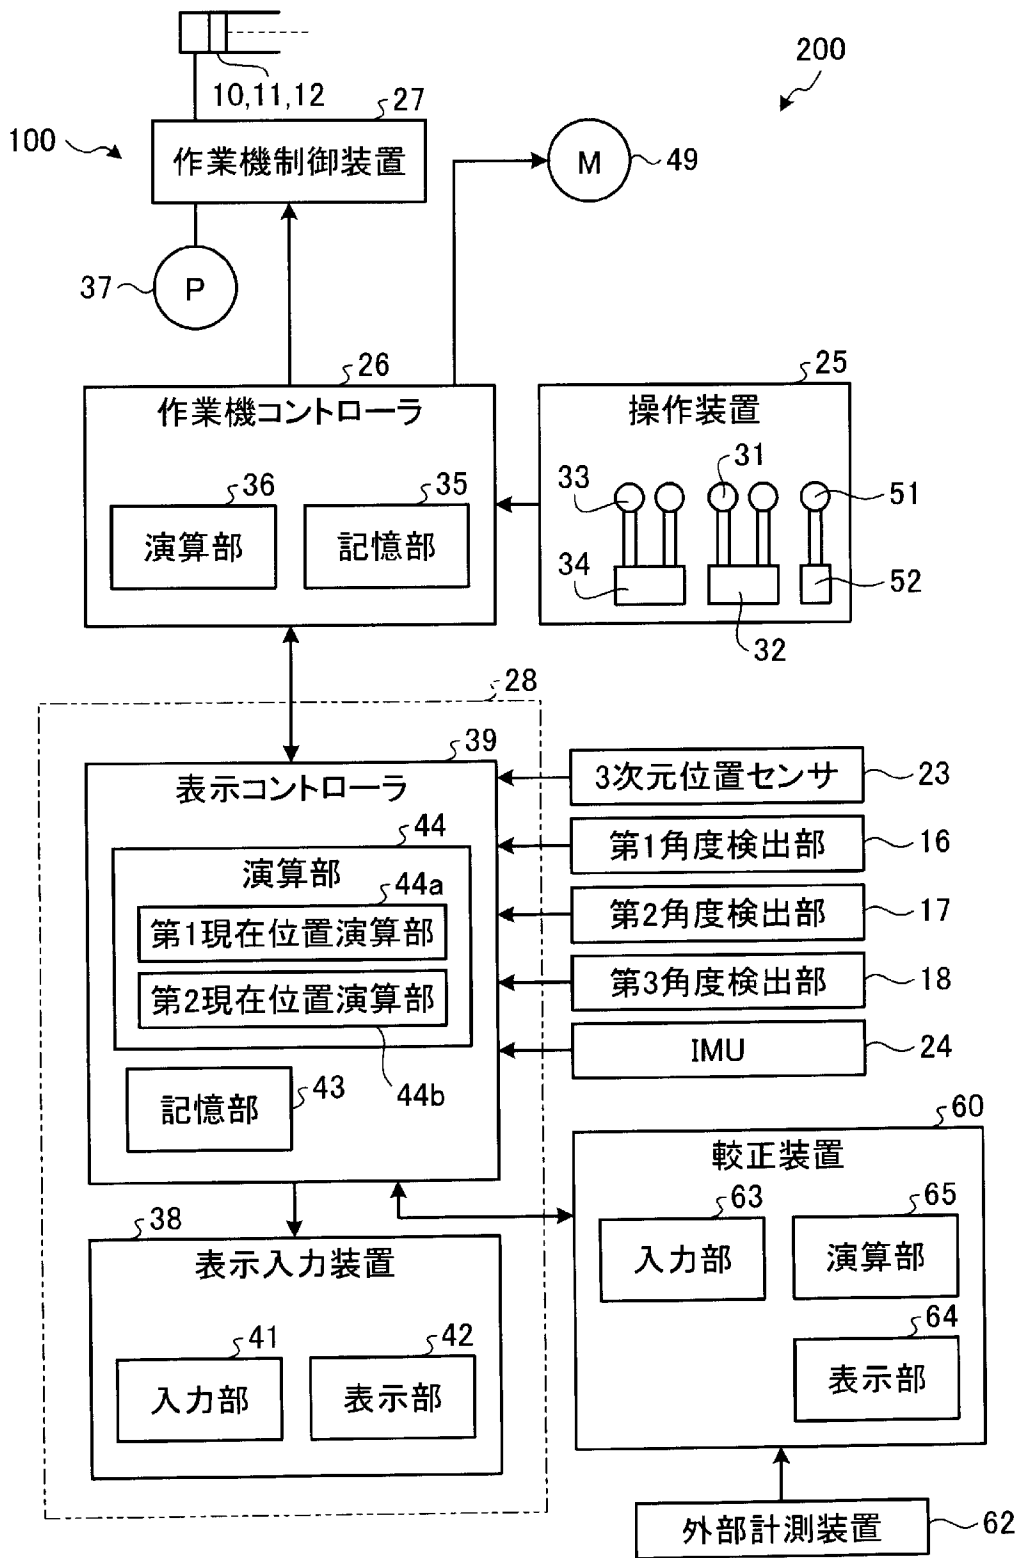 200
10,11,12
27
100
作業機制御装置
M
49
37
P
26
作業機コントローラ
36
35
演算部
記憶部
25
操作装置
33
31
51
34
32
52
28
39
表示コントローラ
44
演算部
44a
第1現在位置演算部
第2現在位置演算部
44b
記憶部
43
3次元位置センサ
23
第1角度検出部
16
第2角度検出部
17
第3角度検出部
18
IMU
24
38
表示入力装置
41
42
入力部
表示部
60
較正装置
63
65
入力部
演算部
64
表示部
外部計測装置
62